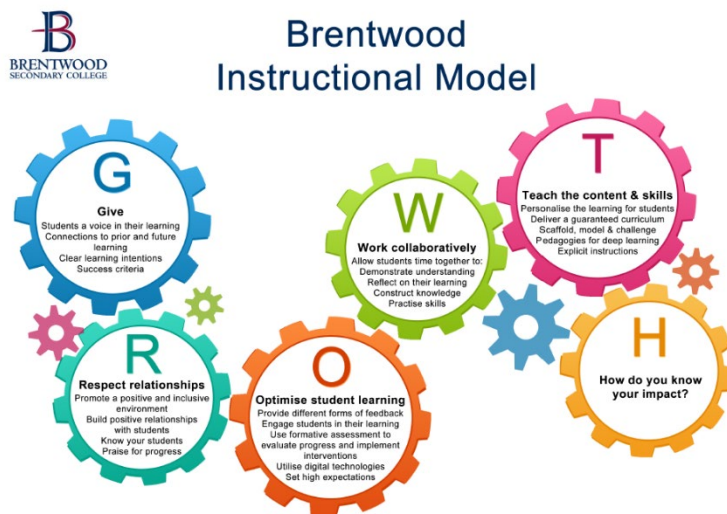 B
BRENTWOOD
SECONDARY COLLEGE
Brentwood
Instructional Model
G
Give
Students a voice in their learning
Connections to prior and future
learning
Clear learning intentions
Success criteria
R
Respect relationships
Promote a positive and inclusive
environment
Build positive relationships
with students
Know your students
Praise for progress
O
Optimise student learning
Provide different forms of feedback
Engage students in their learning
Use formative assessment to
evaluate progress and implement
interventions
Utilise digital technologies
Set high expectations
W
Work collaboratively
Allow students time together to:
Demonstrate understanding
Reflect on their learning
Construct knowledge
Practise skills
T
Teach the content & skills
Personalise the learning for students
Deliver a guaranteed curriculum
Scaffold, model & challenge
Pedagogies for deep learning
Explicit instructions
H
How do you know
your impact?